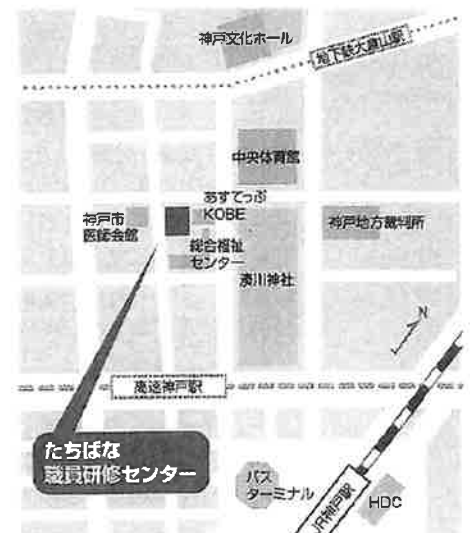 神戸文化ホール
地下鉄大倉山駅
中央体育館
あすてっぷ
KOBE
神戸市
医師会館
神戸地方裁判所
総合福祉
センター
湊川神社
N
高速神戸駅
たちばな
職員研修センター
バス
ターミナル
JR神戸駅
HDC